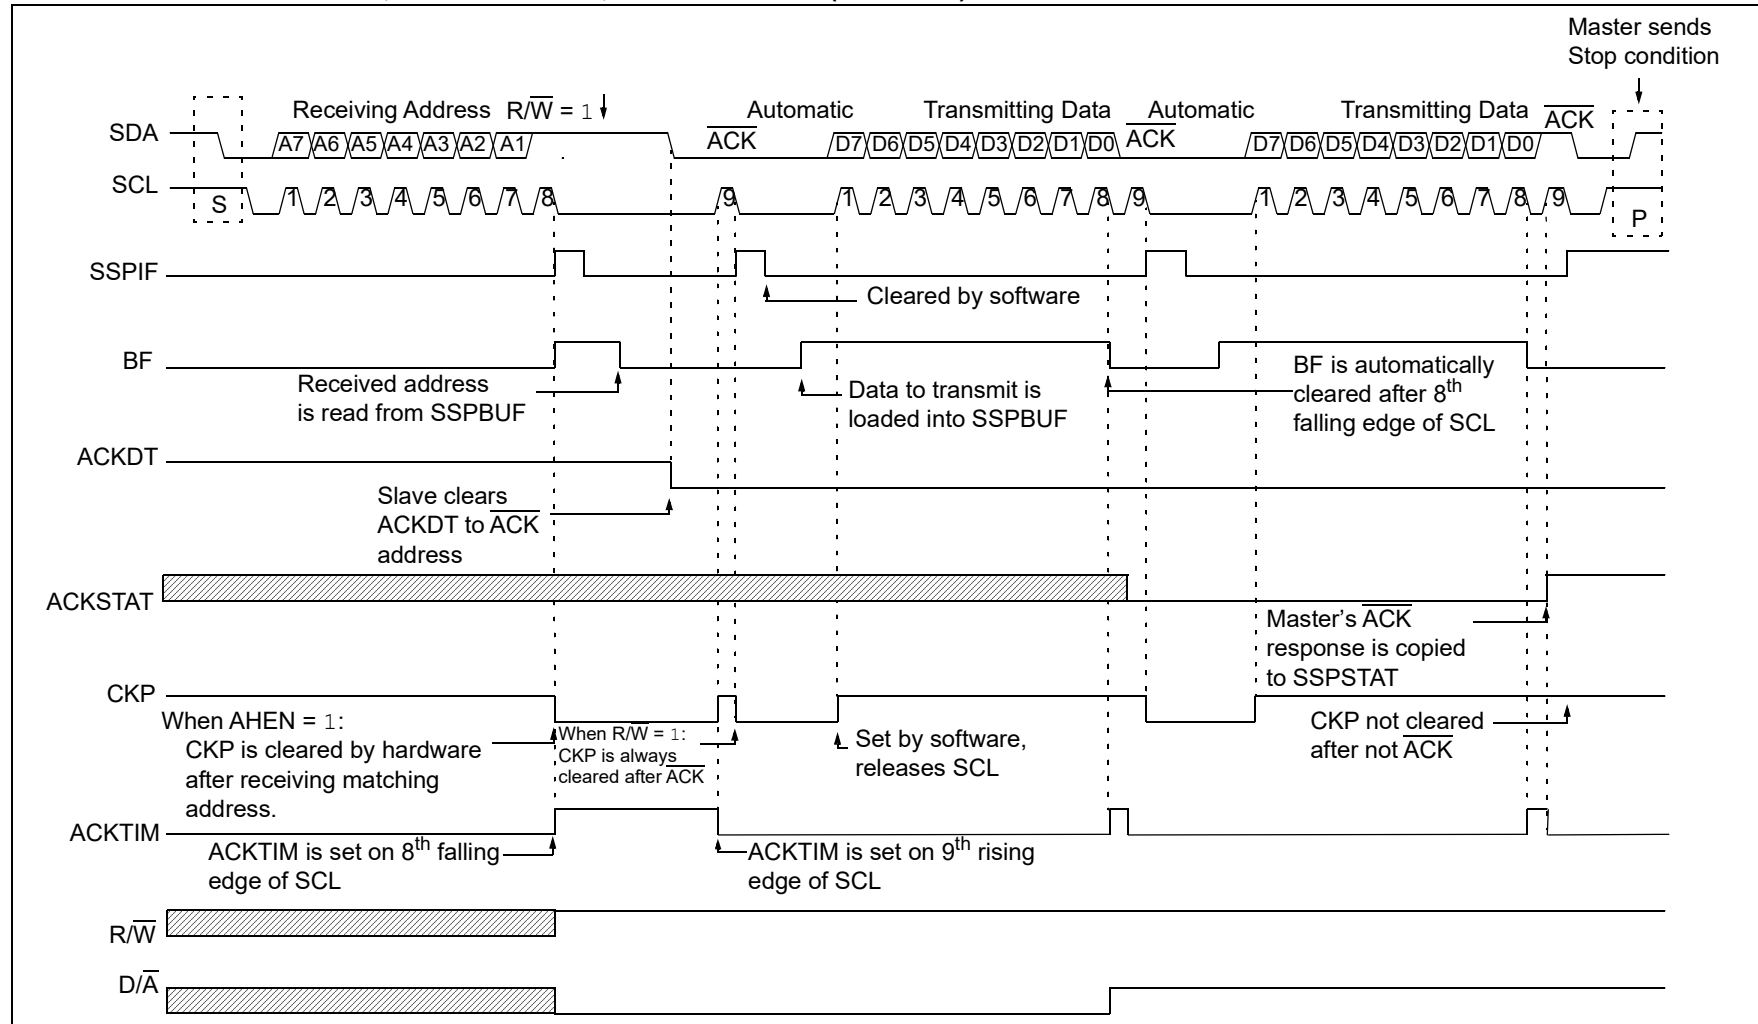 Master sends
Stop condition
Receiving Address R/W = 1
Automatic
Transmitting Data
Automatic
Transmitting Data
ACK
SDA
A7 A6 A5 A4 A3 A2 A1
ACK
D7 D6 D5 D4 D3 D2 D1 D0
ACK
D7 D6 D5 D4 D3 D2 D1 D0
SCL
S
1 2 3 4 5 6 7 8 9
1 2 3 4 5 6 7 8 9
1 2 3 4 5 6 7 8 9
P
SSPIF
Cleared by software
BF
Received address
is read from SSPBUF
Data to transmit is
loaded into SSPBUF
BF is automatically
cleared after 8th
falling edge of SCL
ACKDT
Slave clears
ACKDT to ACK
address
ACKSTAT
Master's ACK
response is copied
to SSPSTAT
CKP
When AHEN = 1:
CKP is cleared by hardware
after receiving matching
address.
When R/W = 1:
CKP is always
cleared after ACK
Set by software,
releases SCL
CKP not cleared
after not ACK
ACKTIM
ACKTIM is set on 8th falling
edge of SCL
ACKTIM is set on 9th rising
edge of SCL
R/W
D/A